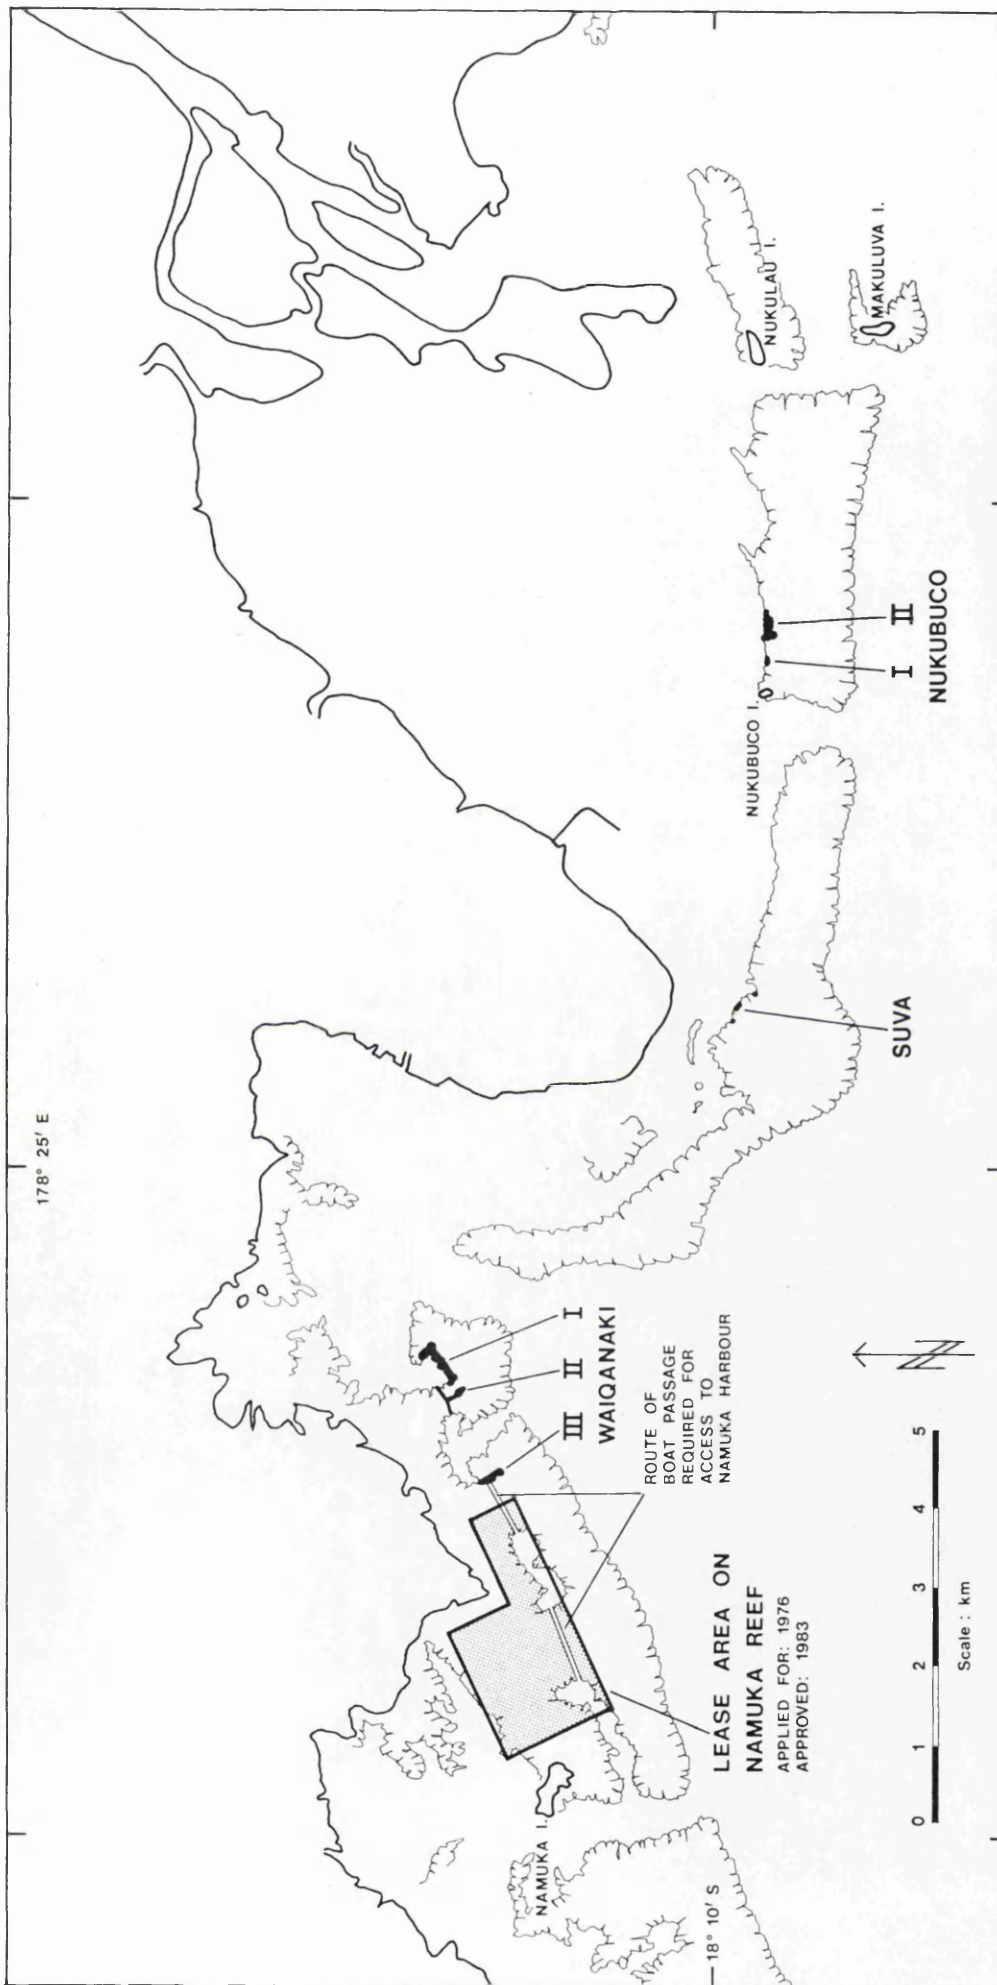 178° 25' E
NUKULAU I.
MAKULUVA I.
NUKUBUCO I.
I
II
NUKUBUCO
SUVA
I
II
III
WAIQANAKI
ROUTE OF
BOAT PASSAGE
REQUIRED FOR
ACCESS TO
NAMUKA HARBOUR
LEASE AREA ON
NAMUKA REEF
APPLIED FOR: 1976
APPROVED: 1983
NAMUKA I.
18° 10' S
N
0 1 2 3 4 5
Scale : km